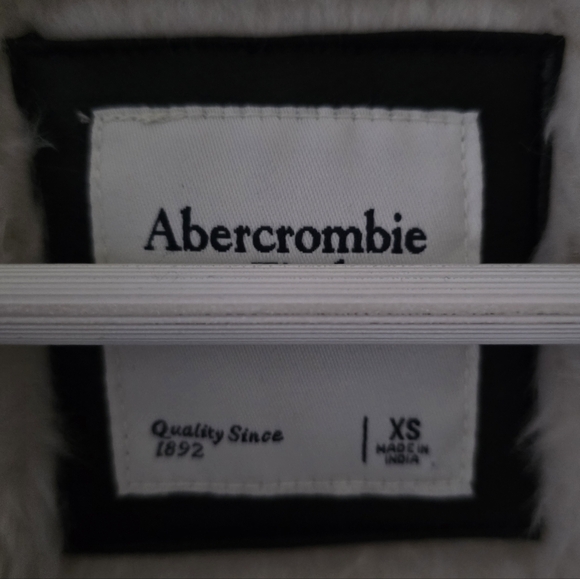 Abercrombie
Quality Since
1892
XS
MADE IN
INDIA